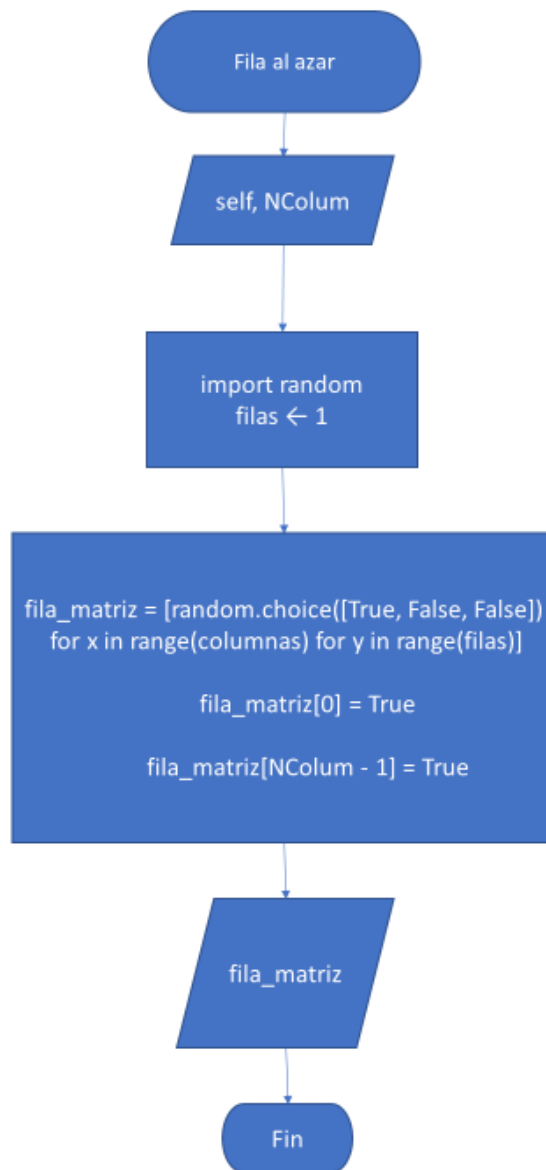 Fila al azar
self, NColum
import random
filas ← 1
fila_matriz = [random.choice([True, False, False])
for x in range(columnas) for y in range(filas)]
fila_matriz[0] = True
fila_matriz[NColum - 1] = True
fila_matriz
Fin